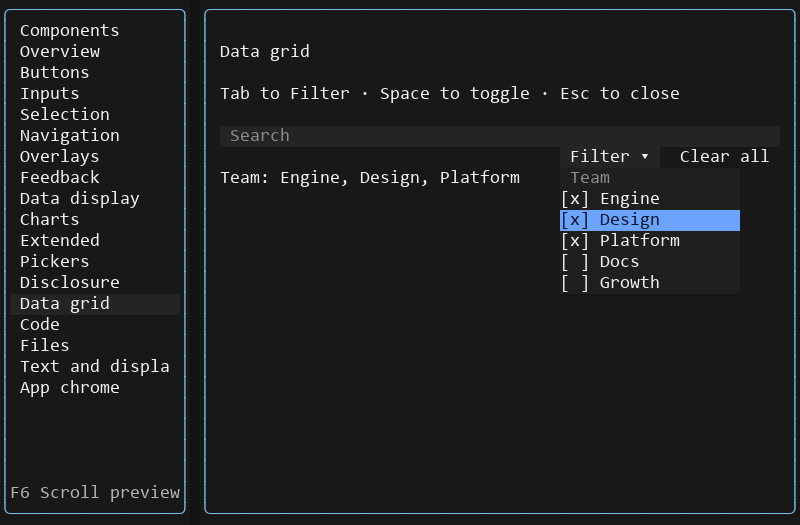 Components
Overview
Buttons
Inputs
Selection
Navigation
Overlays
Feedback
Data display
Charts
Extended
Pickers
Disclosure
Data grid
Code
Files
Text and displa
App chrome
F6 Scroll preview
Data grid
Tab to Filter · Space to toggle · Esc to close
Search
Filter ▾ Clear all
Team: Engine, Design, Platform
Team
[x] Engine
[x] Design
[x] Platform
[ ] Docs
[ ] Growth